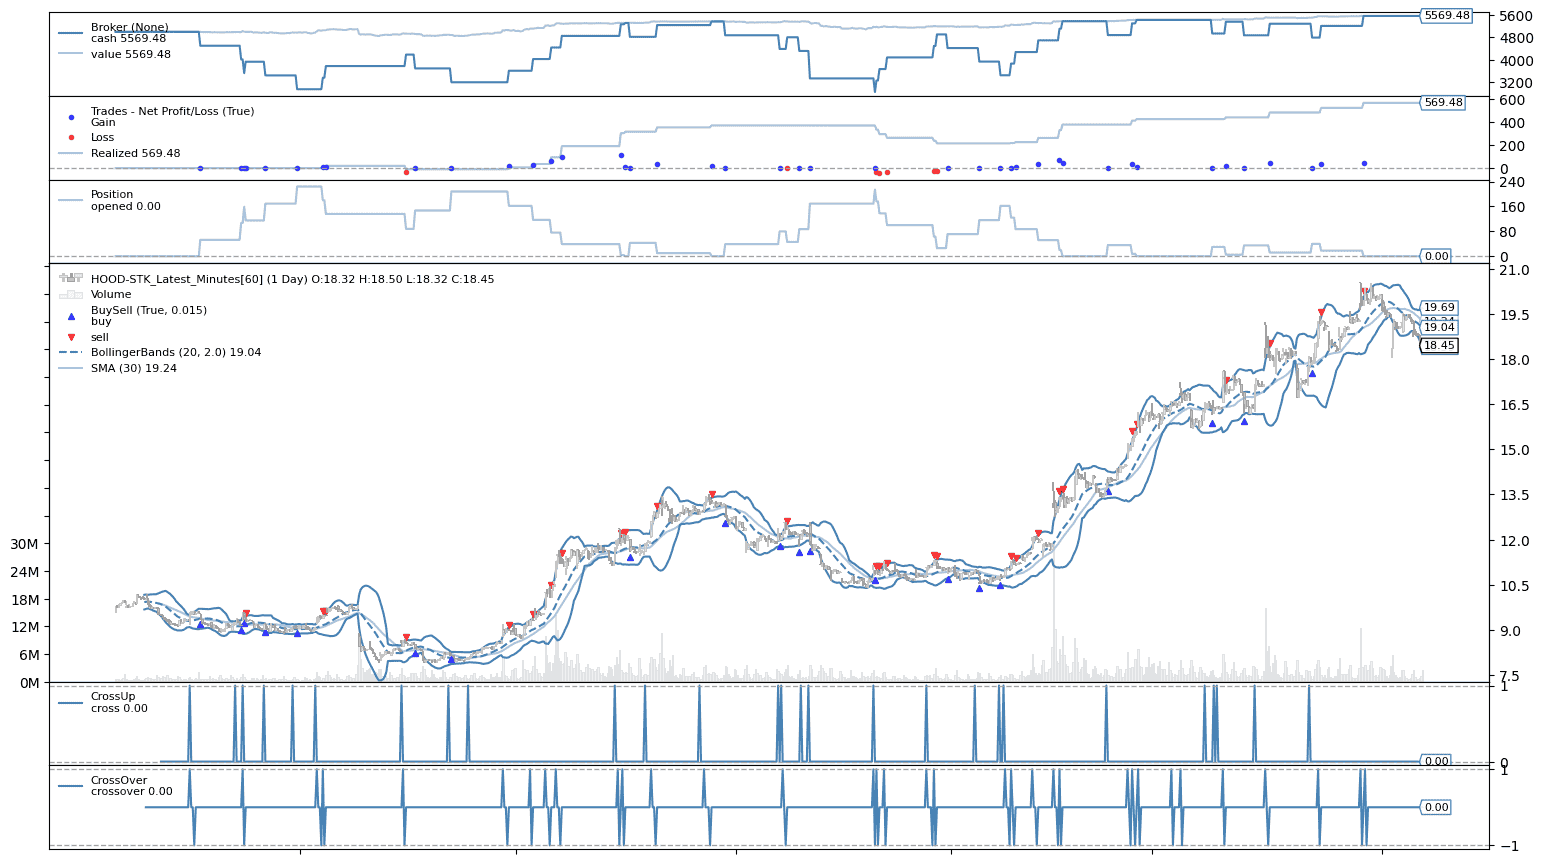 Broker (None)
cash 5569.48
value 5569.48
5569.48
5600
4800
4000
3200
Trades - Net Profit/Loss (True)
Gain
Loss
Realized 569.48
569.48
600
400
200
0
Position
opened 0.00
240
160
80
0
0.00
HOOD-STK_Latest_Minutes[60] (1 Day) O:18.32 H:18.50 L:18.32 C:18.45
Volume
BuySell (True, 0.015)
buy
sell
BollingerBands (20, 2.0) 19.04
SMA (30) 19.24
30M
24M
18M
12M
6M
0M
21.0
19.5
18.0
16.5
15.0
13.5
12.0
10.5
9.0
7.5
19.69
19.04
18.45
CrossUp
cross 0.00
1
0
0.00
CrossOver
crossover 0.00
1
0.00
−1